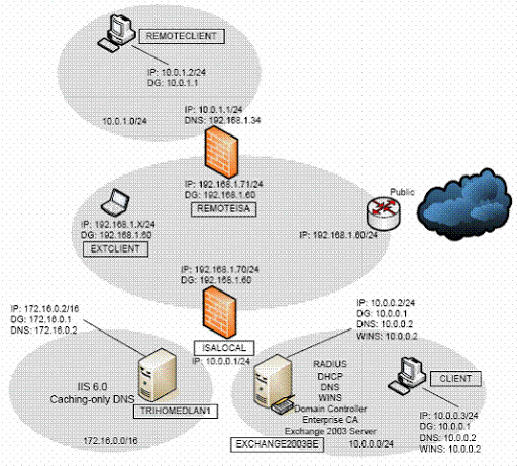 REMOTECLIENT
IP: 10.0.1.2/24
DG: 10.0.1.1
10.0.1.0/24
IP: 10.0.1.1/24
DNS: 192.168.1.34
IP: 192.168.1.71/24
DG: 192.168.1.60
REMOTEISA
Public
IP: 192.168.1.60/24
IP: 192.168.1.X/24
DG: 192.168.1.60
EXTCLIENT
IP: 192.168.1.70/24
DG: 192.168.1.60
ISALOCAL
IP: 10.0.0.1/24
IP: 172.16.0.2/16
DG: 172.16.0.1
DNS: 172.16.0.2
IIS 6.0
Caching-only DNS
TRIHOMEDLAN1
172.16.0.0/16
IP: 10.0.0.2/24
DG: 10.0.0.1
DNS: 10.0.0.2
WINS: 10.0.0.2
RADIUS
DHCP
DNS
WINS
Domain Controller
Enterprise CA
Exchange 2003 Server
EXCHANGE2003BE
10.0.0.0/24
CLIENT
IP: 10.0.0.3/24
DG: 10.0.0.1
DNS: 10.0.0.2
WINS: 10.0.0.2